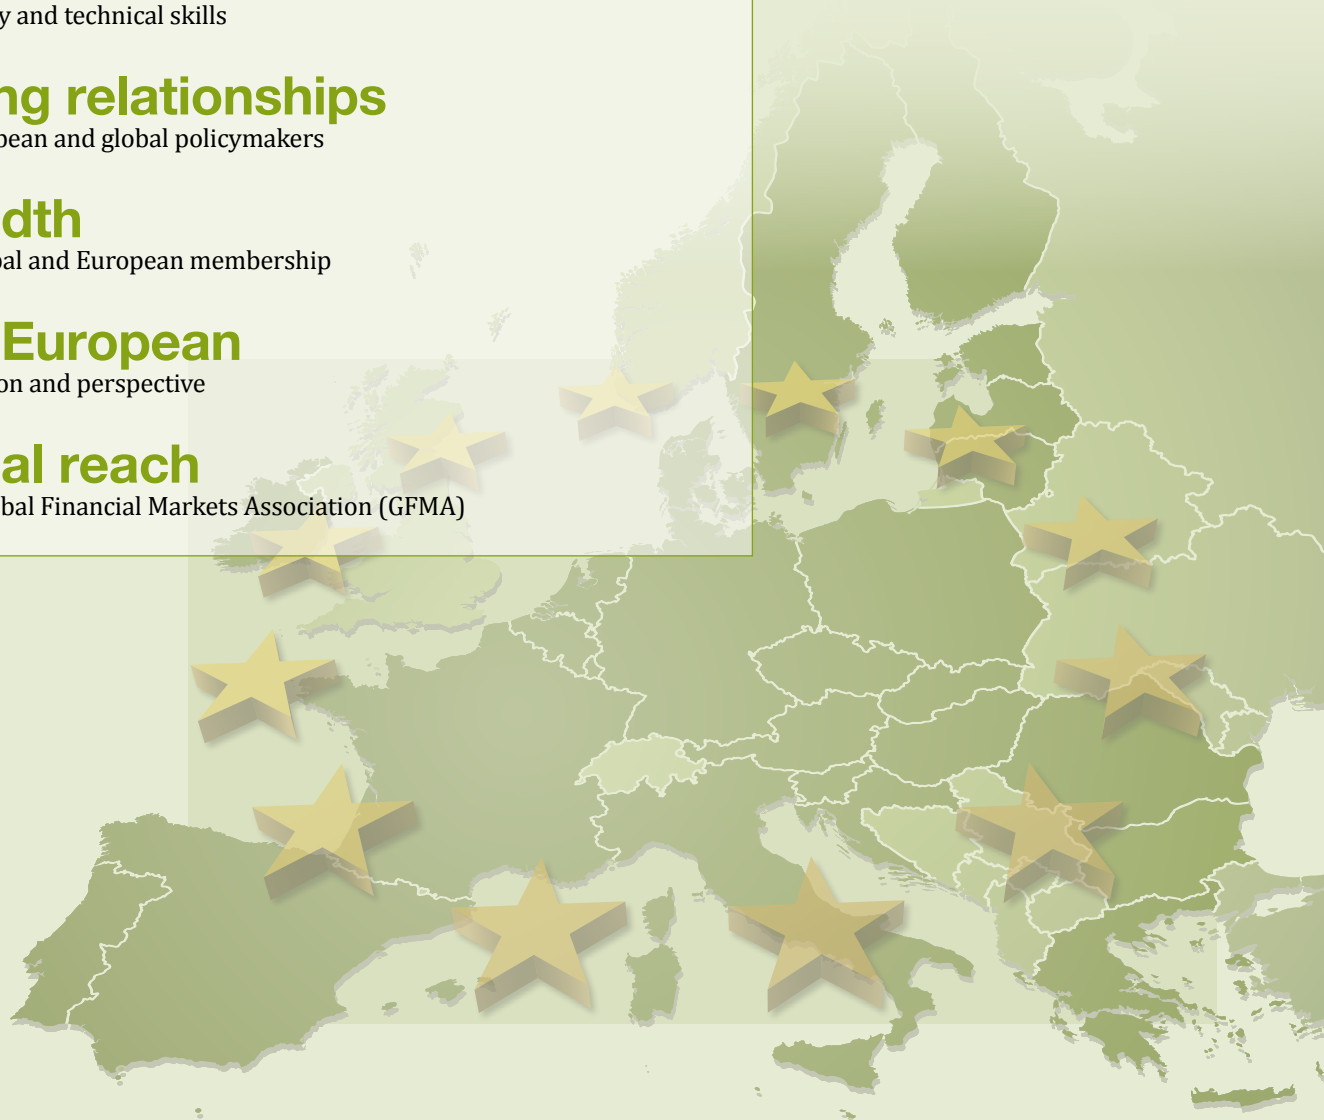 y and technical skills
ng relationships
pean and global policymakers
dth
bal and European membership
European
on and perspective
al reach
bal Financial Markets Association (GFMA)